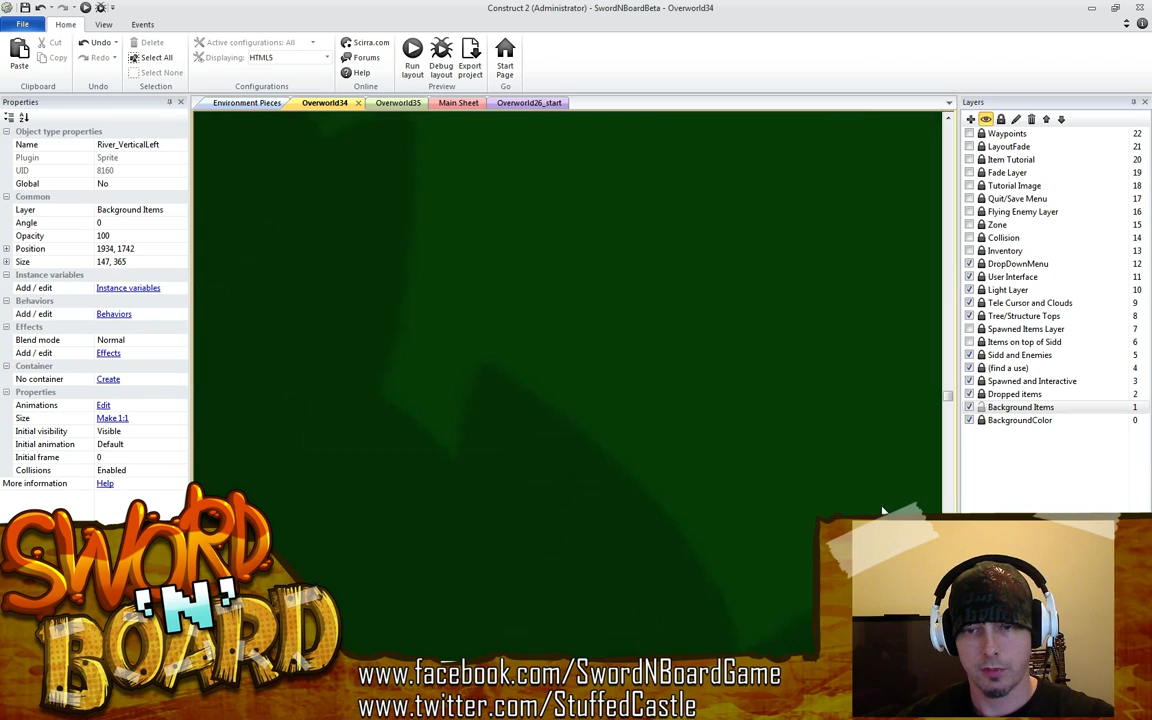 Construct 2 (Administrator) - SwordNBoardBeta - Overworld34
File Home View Events
Paste Cut Copy Clipboard
Undo Redo Undo
Delete Select All Select None Selection
Active configurations: All
Displaying: HTML5
Configurations
Scirra.com Forums Help Online
Run layout Debug layout Export project Preview
Start Page Go
Properties
Environment Pieces Overworld34 Overworld35 Main Sheet Overworld26_start
Layers
Object type properties
Name River_VerticalLeft
Plugin Sprite
UID 8160
Global No
Common
Layer Background Items
Angle 0
Opacity 100
Position 1934, 1742
Size 147, 365
Instance variables
Add / edit Instance variables
Behaviors
Add / edit Behaviors
Effects
Blend mode Normal
Add / edit Effects
Container
No container Create
Properties
Animations Edit
Size Make 1:1
Initial visibility Visible
Initial animation Default
Initial frame 0
Collisions Enabled
More information Help
Waypoints 22
LayoutFade 21
Item Tutorial 20
Fade Layer 19
Tutorial Image 18
Quit/Save Menu 17
Flying Enemy Layer 16
Zone 15
Collision 14
Inventory 13
DropDownMenu 12
User Interface 11
Light Layer 10
Tele Cursor and Clouds 9
Tree/Structure Tops 8
Spawned Items Layer 7
Items on top of Sidd 6
Sidd and Enemies 5
(find a use) 4
Spawned and Interactive 3
Dropped items 2
Background Items 1
BackgroundColor 0
SWORD
'N'
BOARD
www.facebook.com/SwordNBoardGame
www.twitter.com/StuffedCastle